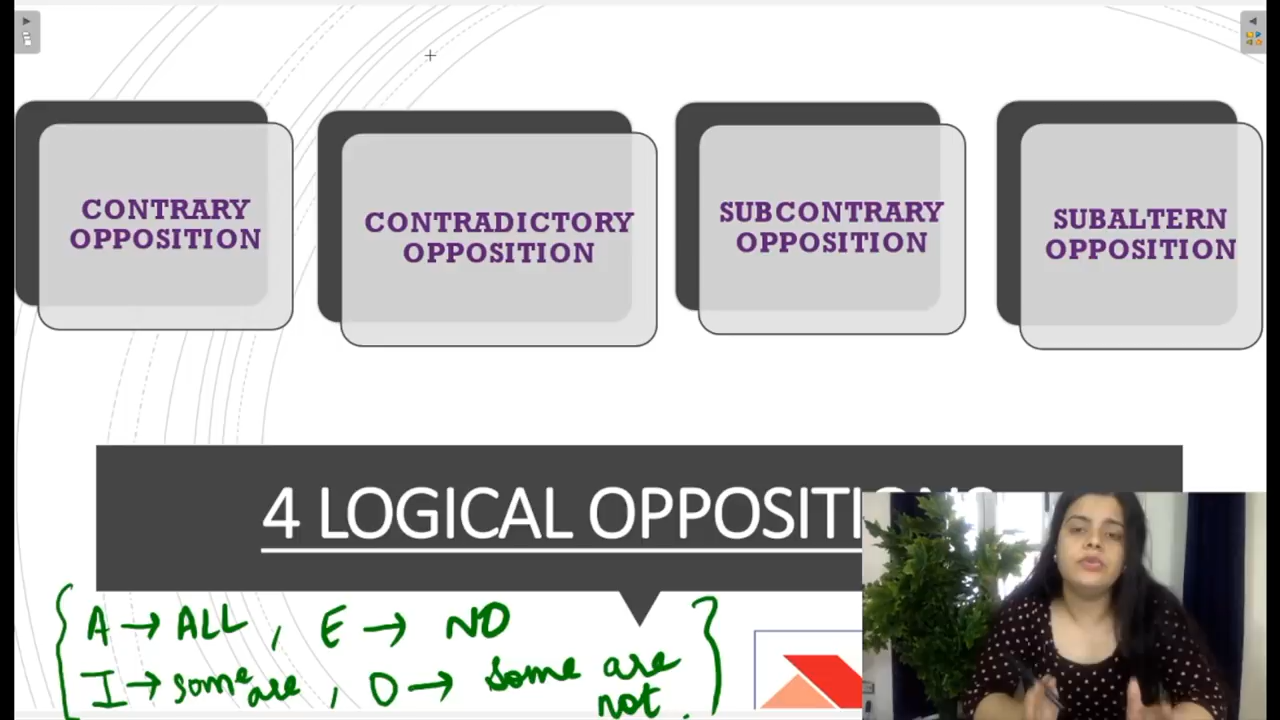 CONTRARY
OPPOSITION
CONTRADICTORY
OPPOSITION
SUBCONTRARY
OPPOSITION
SUBALTERN
OPPOSITION
4 LOGICAL OPPOSITI
A → ALL , E → NO
I → some are , O → Some are
not.